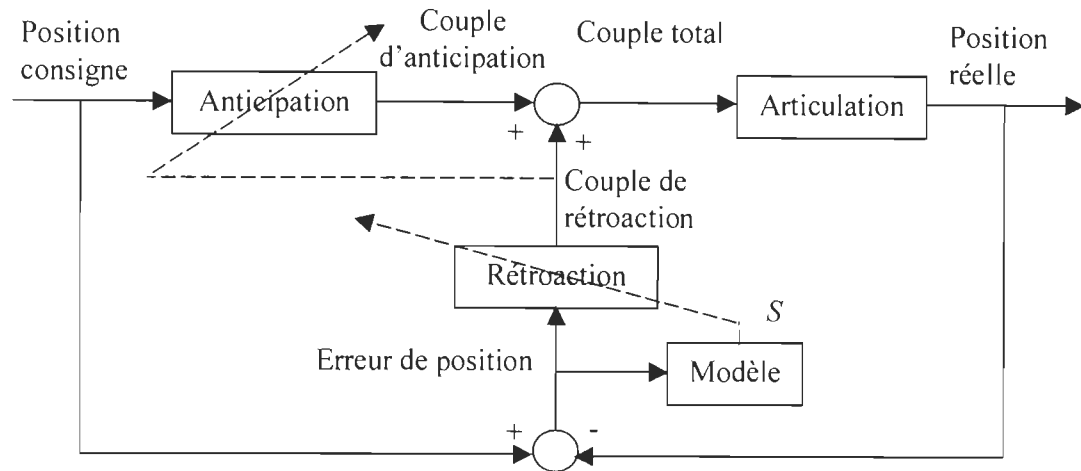 Position
consigne
Couple
d'anticipation
Couple total
Position
réelle
Anticipation
Articulation
+
+
Couple de
rétroaction
Rétroaction
S
Erreur de position
Modèle
+
-